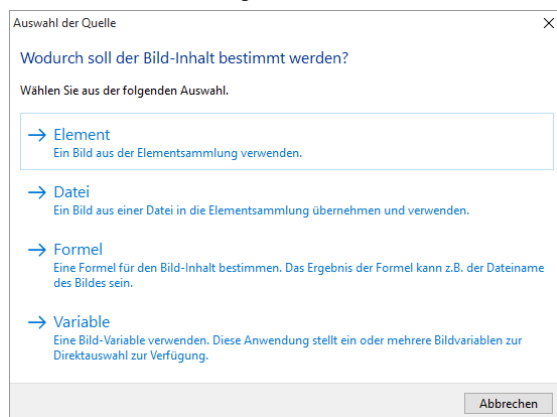 Auswahl der Quelle
Wodurch soll der Bild-Inhalt bestimmt werden?
Wählen Sie aus der folgenden Auswahl.
Element
Ein Bild aus der Elementsammlung verwenden.
Datei
Ein Bild aus einer Datei in die Elementsammlung übernehmen und verwenden.
Formel
Eine Formel für den Bild-Inhalt bestimmen. Das Ergebnis der Formel kann z.B. der Dateiname
des Bildes sein.
Variable
Eine Bild-Variable verwenden. Diese Anwendung stellt ein oder mehrere Bildvariablen zur
Direktauswahl zur Verfügung.
Abbrechen